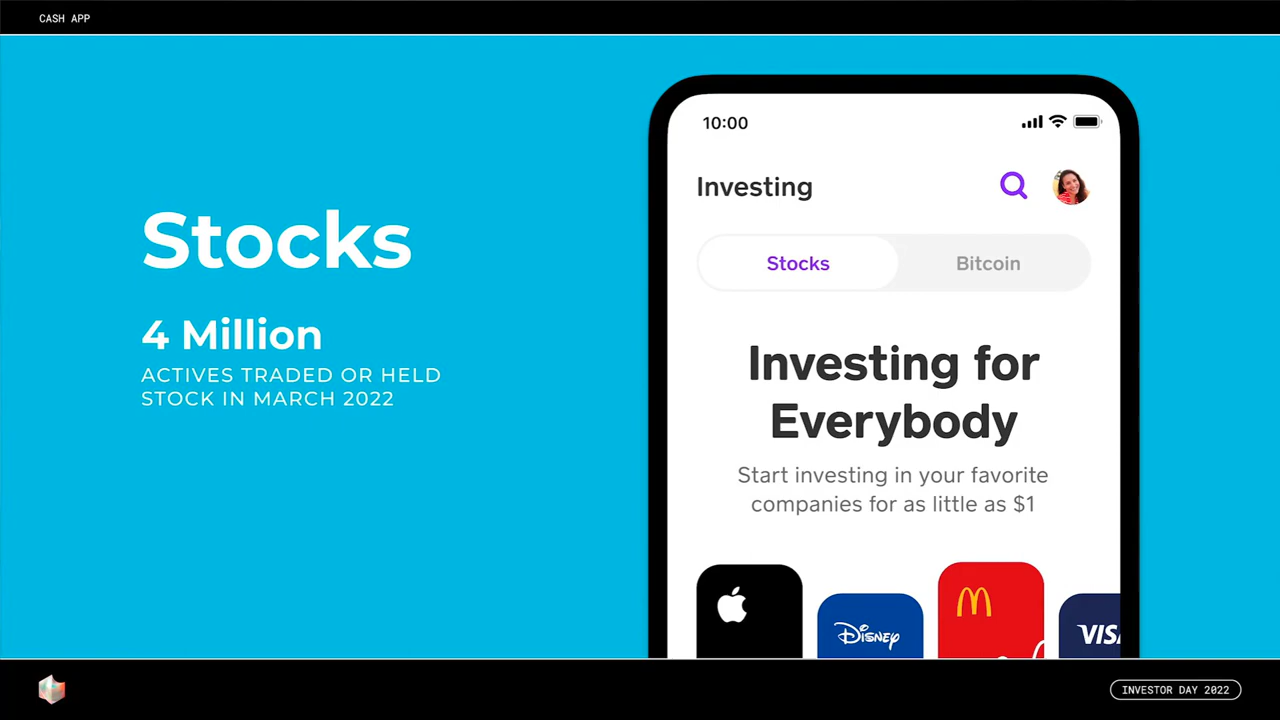 CASH APP
Stocks
4 Million
ACTIVES TRADED OR HELD
STOCK IN MARCH 2022
10:00
Investing
Stocks
Bitcoin
Investing for
Everybody
Start investing in your favorite
companies for as little as $1
Disney
VISA
INVESTOR DAY 2022